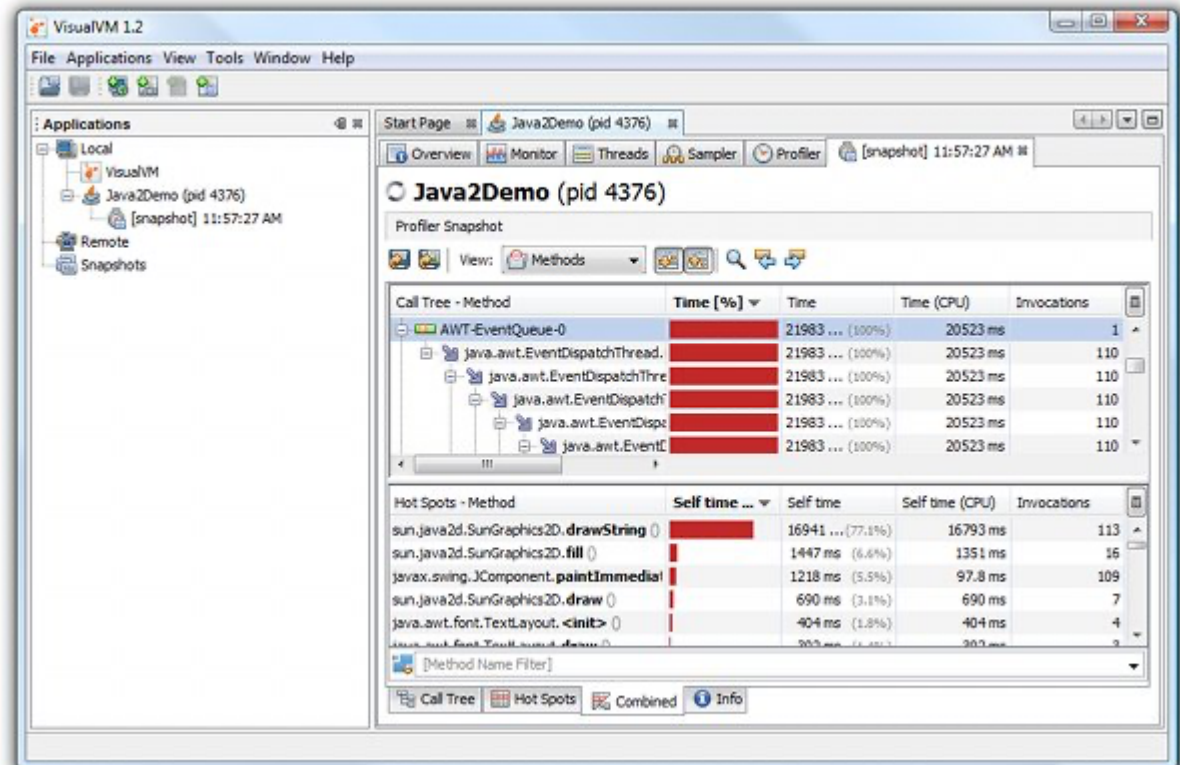 VisualVM 1.2
File Applications View Tools Window Help
Applications
Local
VisualVM
Java2Demo (pid 4376)
[snapshot] 11:57:27 AM
Remote
Snapshots
Start Page Java2Demo (pid 4376)
Overview Monitor Threads Sampler Profiler [snapshot] 11:57:27 AM
Java2Demo (pid 4376)
Profiler Snapshot
View: Methods
Call Tree - Method Time [%] Time Time (CPU) Invocations
AWT-EventQueue-0 21983 ... (100%) 20523 ms 1
java.awt.EventDispatchThread. 21983 ... (100%) 20523 ms 110
java.awt.EventDispatchThre 21983 ... (100%) 20523 ms 110
java.awt.EventDispatch 21983 ... (100%) 20523 ms 110
java.awt.EventDispa 21983 ... (100%) 20523 ms 110
java.awt.Event 21983 ... (100%) 20523 ms 110
Hot Spots - Method Self time ... Self time Self time (CPU) Invocations
sun.java2d.SunGraphics2D.drawString () 16941 ... (77.1%) 16793 ms 113
sun.java2d.SunGraphics2D.fill () 1447 ms (6.6%) 1351 ms 16
javax.swing.JComponent.paintImmediat 1218 ms (5.5%) 97.8 ms 109
sun.java2d.SunGraphics2D.draw () 690 ms (3.1%) 690 ms 7
java.awt.font.TextLayout.<init> () 404 ms (1.8%) 404 ms 4
[Method Name Filter]
Call Tree Hot Spots Combined Info